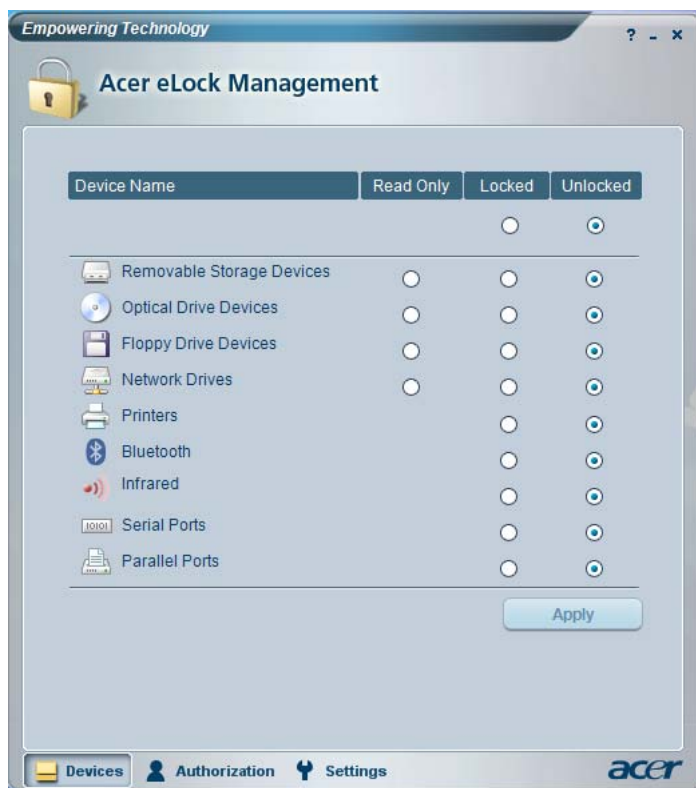 Empowering Technology
? - x
Acer eLock Management
Device Name Read Only Locked Unlocked
Removable Storage Devices
Optical Drive Devices
Floppy Drive Devices
Network Drives
Printers
Bluetooth
Infrared
10101 Serial Ports
Parallel Ports
Apply
Devices Authorization Settings acer